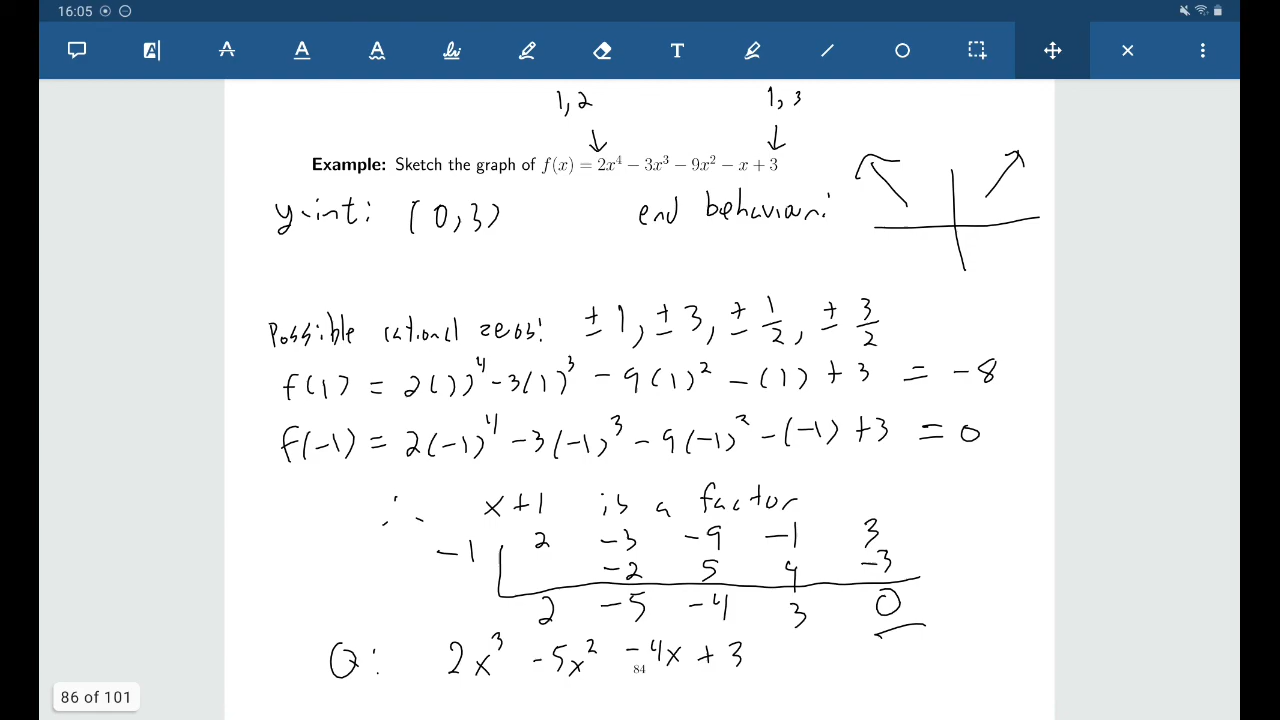 16:05
1, 2 1, 3
Example: Sketch the graph of f(x) = 2x⁴ − 3x³ − 9x² − x + 3
y-int: (0,3) end behaviour:
Possible rational zeros: ±1, ±3, ±1/2, ±3/2
f(1) = 2(1)⁴ -3(1)³ - 9(1)² - (1) + 3 = -8
f(-1) = 2(-1)⁴ -3(-1)³ - 9(-1)² - (-1) +3 = 0
∴ x+1 is a factor
-1 2 -3 -9 -1 3
-2 5 4 -3
2 -5 -4 3 0
Q: 2x³ -5x² -4x + 3
84
86 of 101